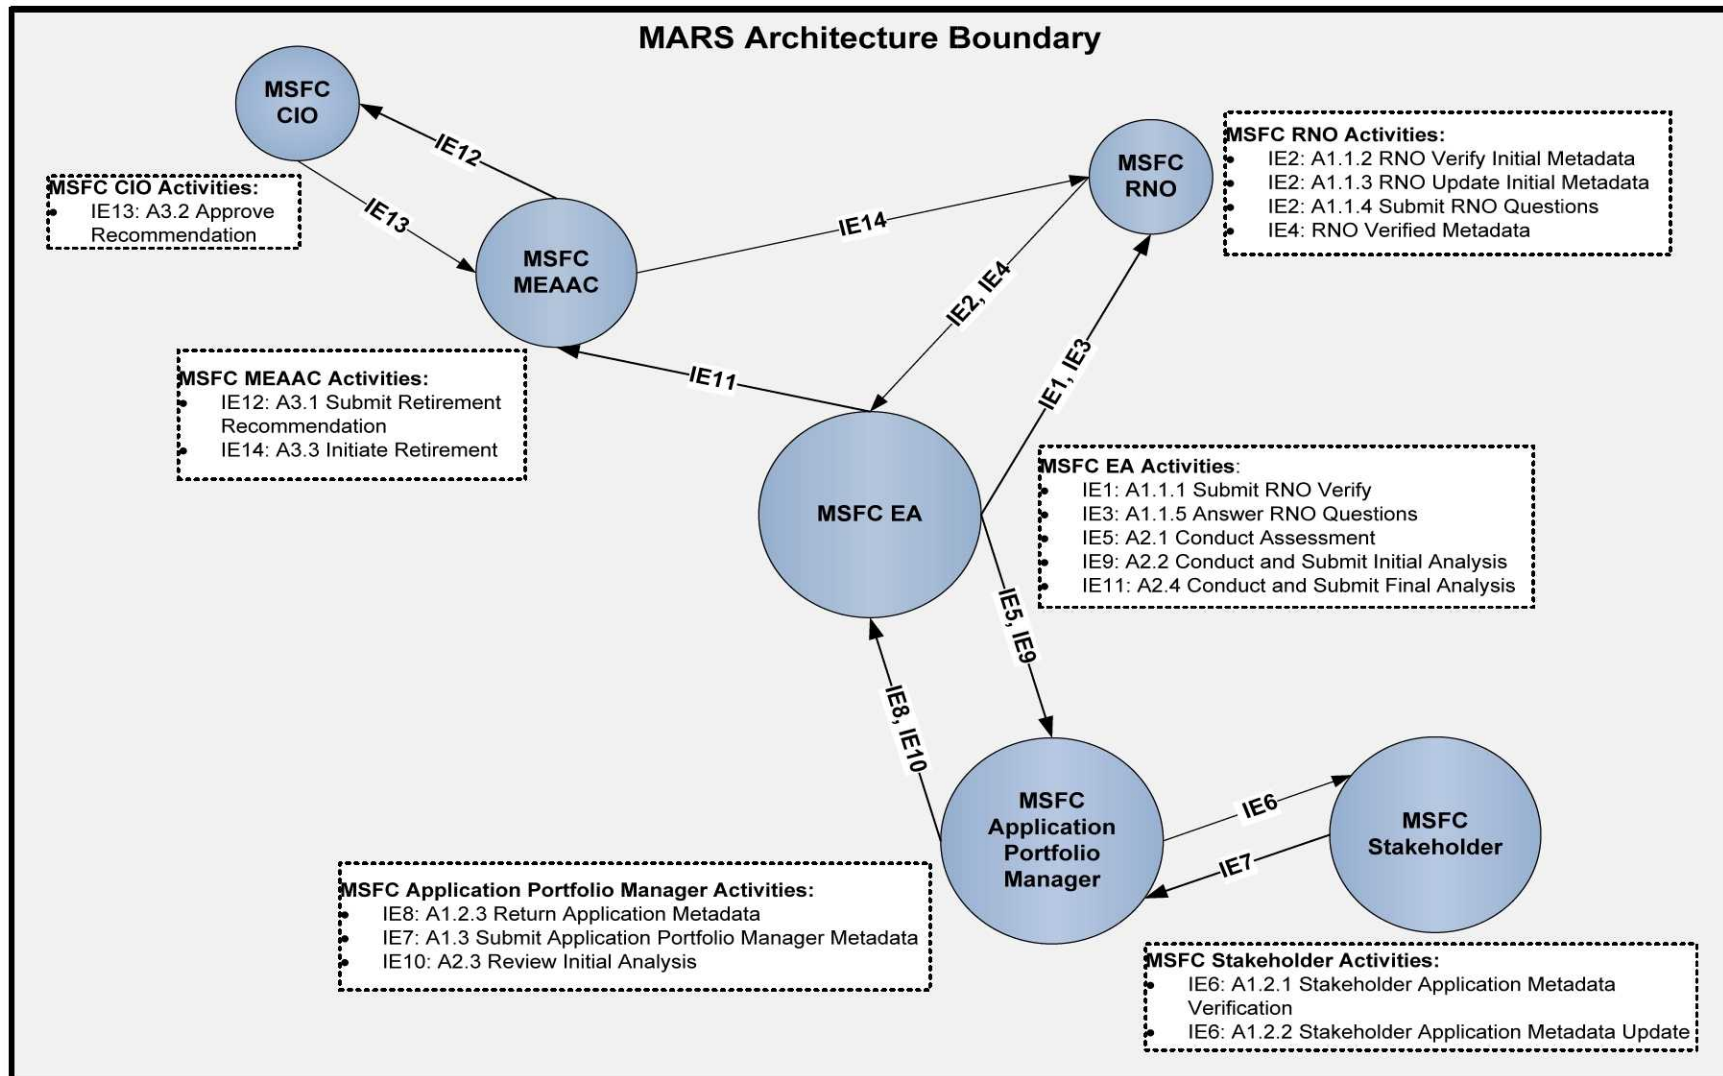 MARS Architecture Boundary
MSFC
CIO
IE12
MSFC CIO Activities:
• IE13: A3.2 Approve
Recommendation
IE13
MSFC
MEAAC
IE14
MSFC
RNO
MSFC RNO Activities:
• IE2: A1.1.2 RNO Verify Initial Metadata
• IE2: A1.1.3 RNO Update Initial Metadata
• IE2: A1.1.4 Submit RNO Questions
• IE4: RNO Verified Metadata
IE2, IE4
IE1, IE3
MSFC MEAAC Activities:
• IE12: A3.1 Submit Retirement
Recommendation
• IE14: A3.3 Initiate Retirement
IE11
MSFC EA
MSFC EA Activities:
• IE1: A1.1.1 Submit RNO Verify
• IE3: A1.1.5 Answer RNO Questions
• IE5: A2.1 Conduct Assessment
• IE9: A2.2 Conduct and Submit Initial Analysis
• IE11: A2.4 Conduct and Submit Final Analysis
IE5, IE9
IE8, IE10
MSFC
Application
Portfolio
Manager
IE6
IE7
MSFC
Stakeholder
MSFC Application Portfolio Manager Activities:
• IE8: A1.2.3 Return Application Metadata
• IE7: A1.3 Submit Application Portfolio Manager Metadata
• IE10: A2.3 Review Initial Analysis
MSFC Stakeholder Activities:
• IE6: A1.2.1 Stakeholder Application Metadata
Verification
• IE6: A1.2.2 Stakeholder Application Metadata Update